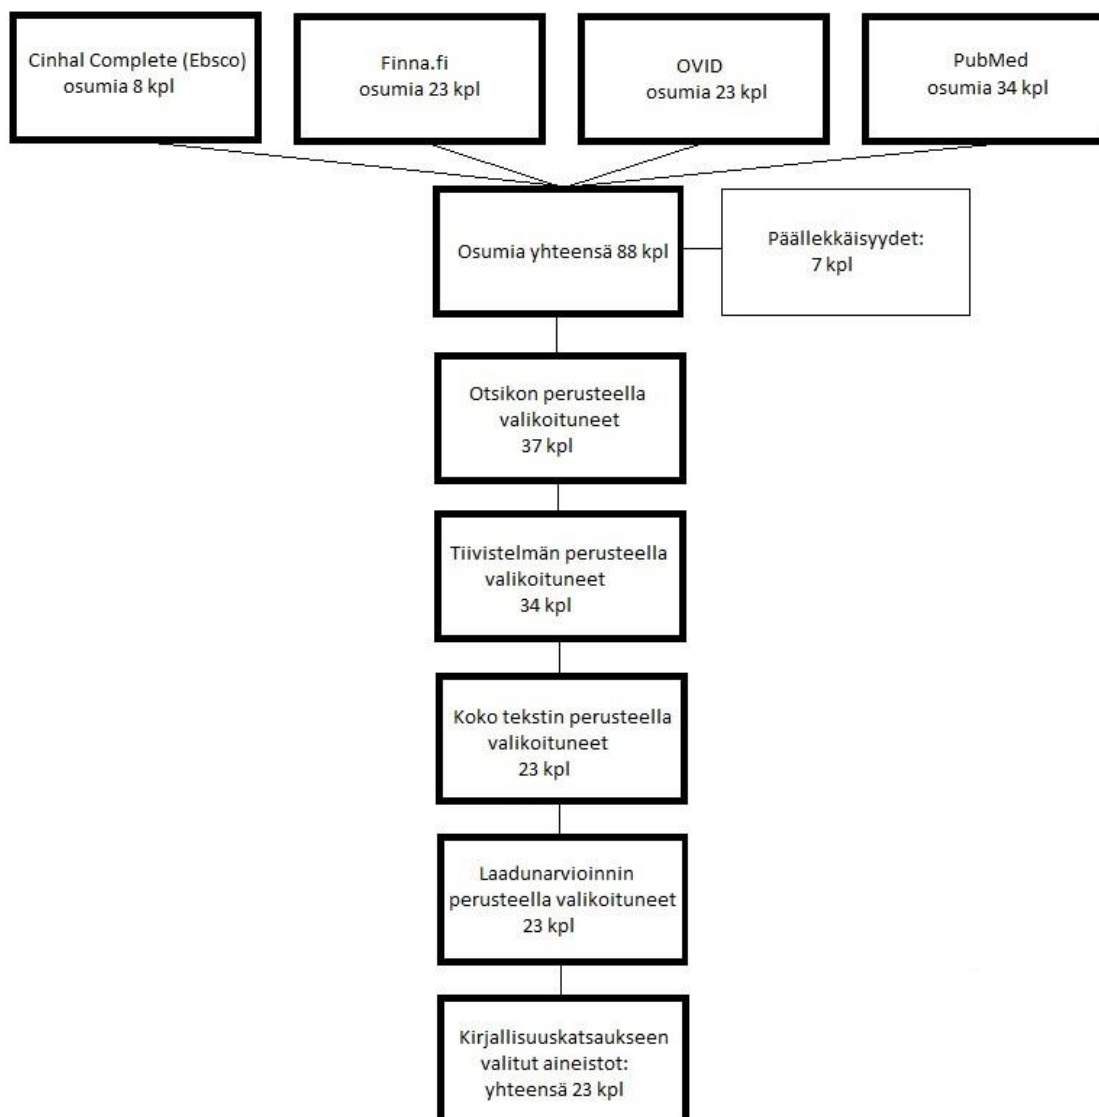 Cinhal Complete (Ebsco)
osumia 8 kpl
Finna.fi
osumia 23 kpl
OVID
osumia 23 kpl
PubMed
osumia 34 kpl
Osumia yhteensä 88 kpl
Päällekkäisyydet:
7 kpl
Otsikon perusteella
valikoituneet
37 kpl
Tiivistelmän perusteella
valikoituneet
34 kpl
Koko tekstin perusteella
valikoituneet
23 kpl
Laadunarvioinnin
perusteella valikoituneet
23 kpl
Kirjallisuuskatsaukseen
valitut aineistot:
yhteensä 23 kpl